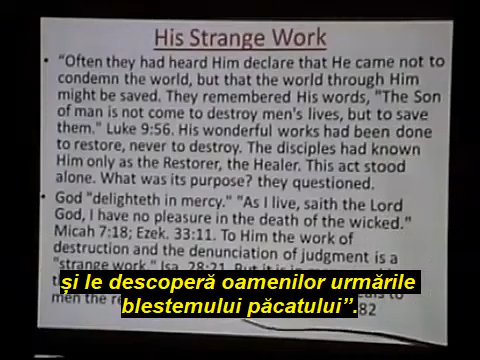 His Strange Work
• "Often they had heard Him declare that He came not to
condemn the world, but that the world through Him
might be saved. They remembered His words, "The Son
of man is not come to destroy men's lives, but to save
them." Luke 9:56. His wonderful works had been done
to restore, never to destroy. The disciples had known
Him only as the Restorer, the Healer. This act stood
alone. What was its purpose? they questioned.
• God "delighteth in mercy." "As I live, saith the Lord
God, I have no pleasure in the death of the wicked."
Micah 7:18; Ezek. 33:11. To Him the work of
destruction and the denunciation of judgment is a
"strange work." Isa. 28:21.
și le descoperă oamenilor urmările
blestemului păcatului".
men the
82